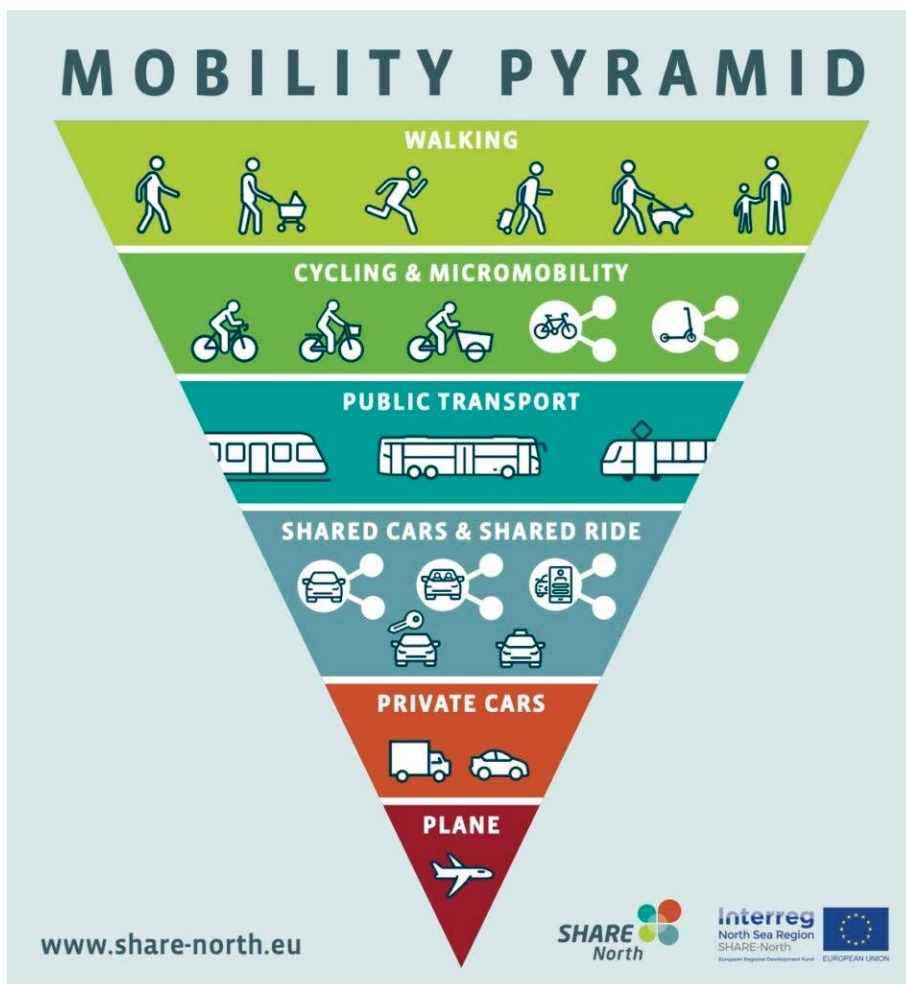 MOBILITY PYRAMID
WALKING
CYCLING & MICROMOBILITY
PUBLIC TRANSPORT
SHARED CARS & SHARED RIDE
PRIVATE CARS
PLANE
www.share-north.eu
SHARE
North
Interreg
North Sea Region
SHARE-North
European Regional Development Fund
EUROPEAN UNION